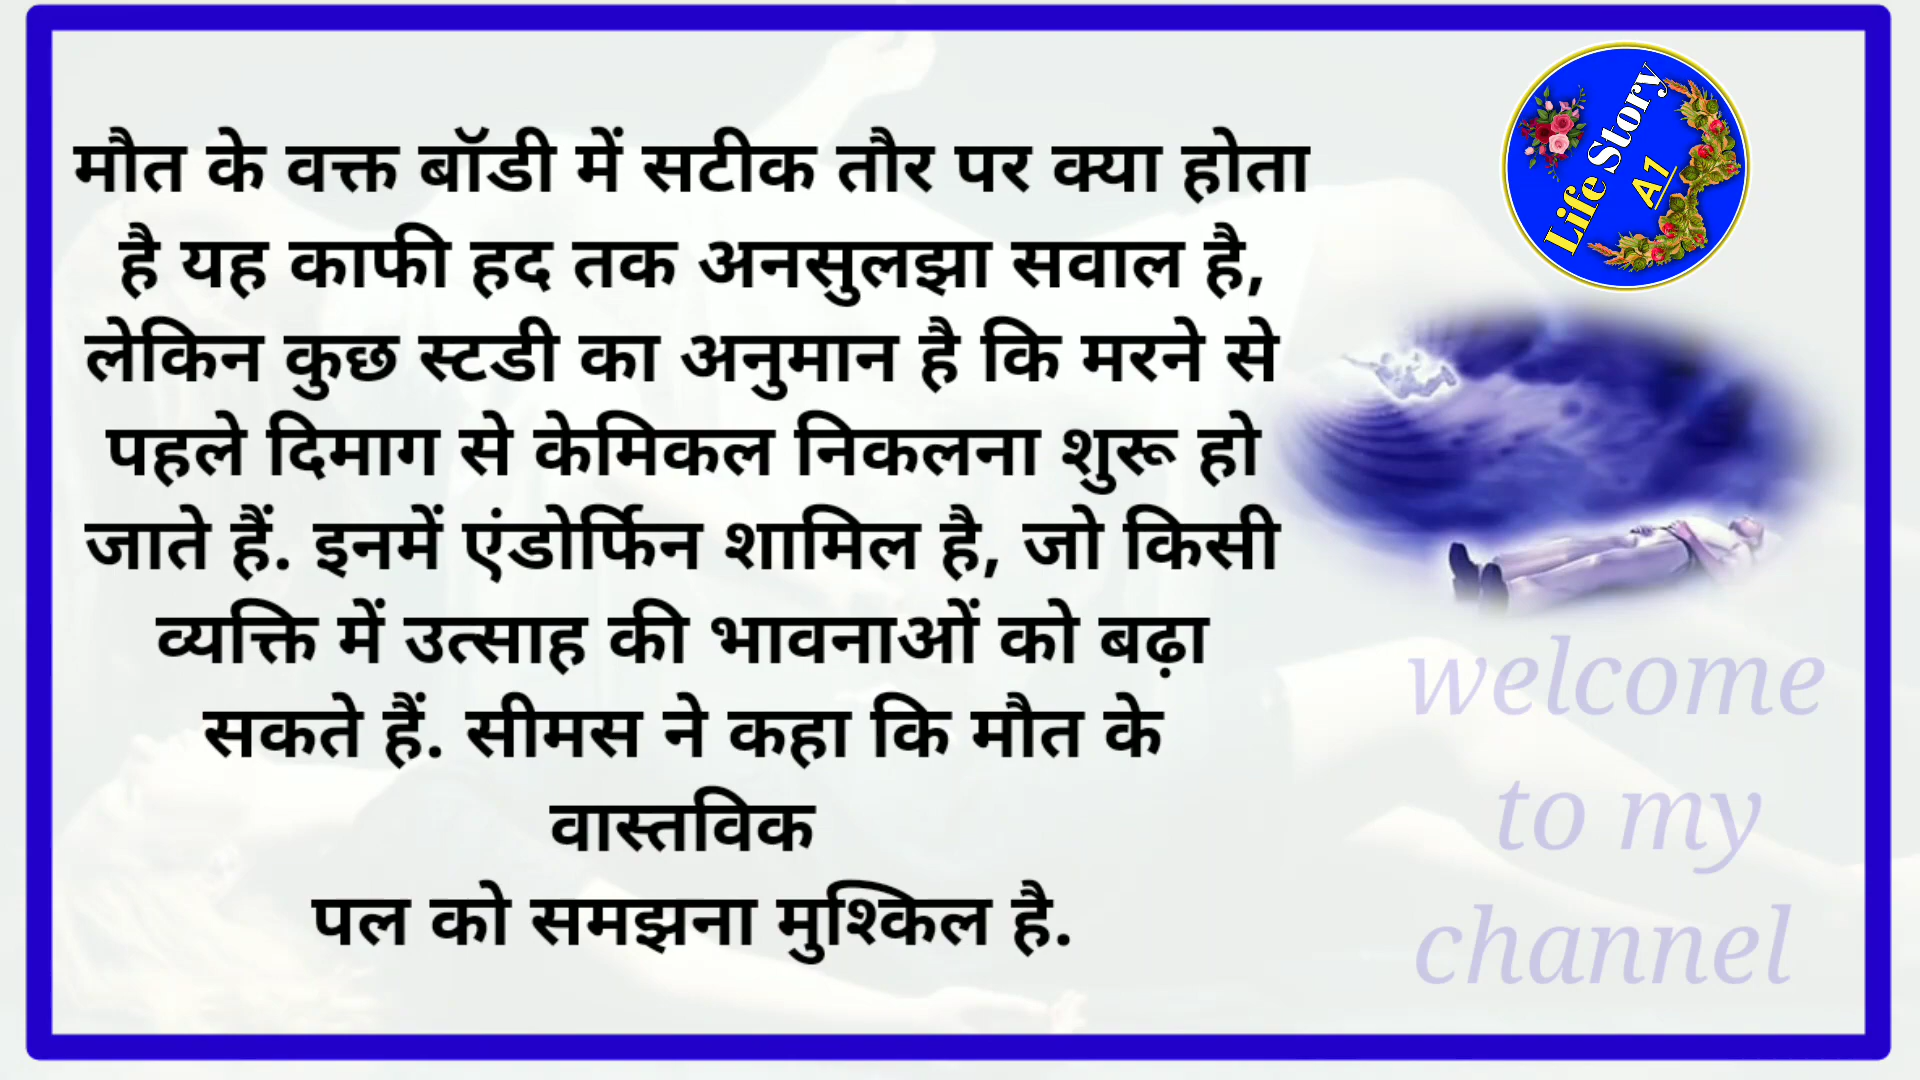 मौत के वक्त बॉडी में सटीक तौर पर क्या होता
है यह काफी हद तक अनसुलझा सवाल है,
लेकिन कुछ स्टडी का अनुमान है कि मरने से
पहले दिमाग से केमिकल निकलना शुरू हो
जाते हैं. इनमें एंडोर्फिन शामिल है, जो किसी
व्यक्ति में उत्साह की भावनाओं को बढ़ा
सकते हैं. सीमस ने कहा कि मौत के
वास्तविक
पल को समझना मुश्किल है.
Life Story
A1
welcome
to my
channel